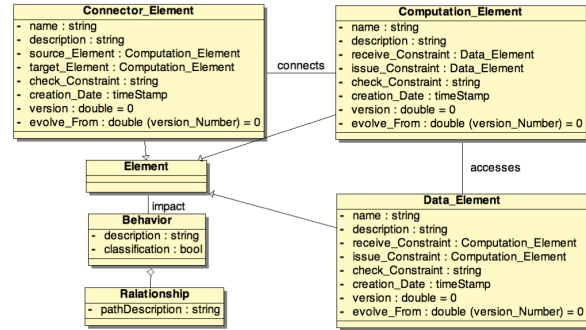 Connector_Element
- name : string
- description : string
- source_Element : Computation_Element
- target_Element : Computation_Element
- check_Constraint : string
- creation_Date : timeStamp
- version : double = 0
- evolve_From : double (version_Number) = 0
connects
Computation_Element
- name : string
- description : string
- receive_Constraint : Data_Element
- issue_Constraint : Data_Element
- check_Constraint : string
- creation_Date : timeStamp
- version : double = 0
- evolve_From : double (version_Number) = 0
Element
impact
accesses
Behavior
- description : string
- classification : bool
Ralationship
- pathDescription : string
Data_Element
- name : string
- description : string
- receive_Constraint : Computation_Element
- issue_Constraint : Computation_Element
- check_Constraint : string
- creation_Date : timeStamp
- version : double = 0
- evolve_From : double (version_Number) = 0